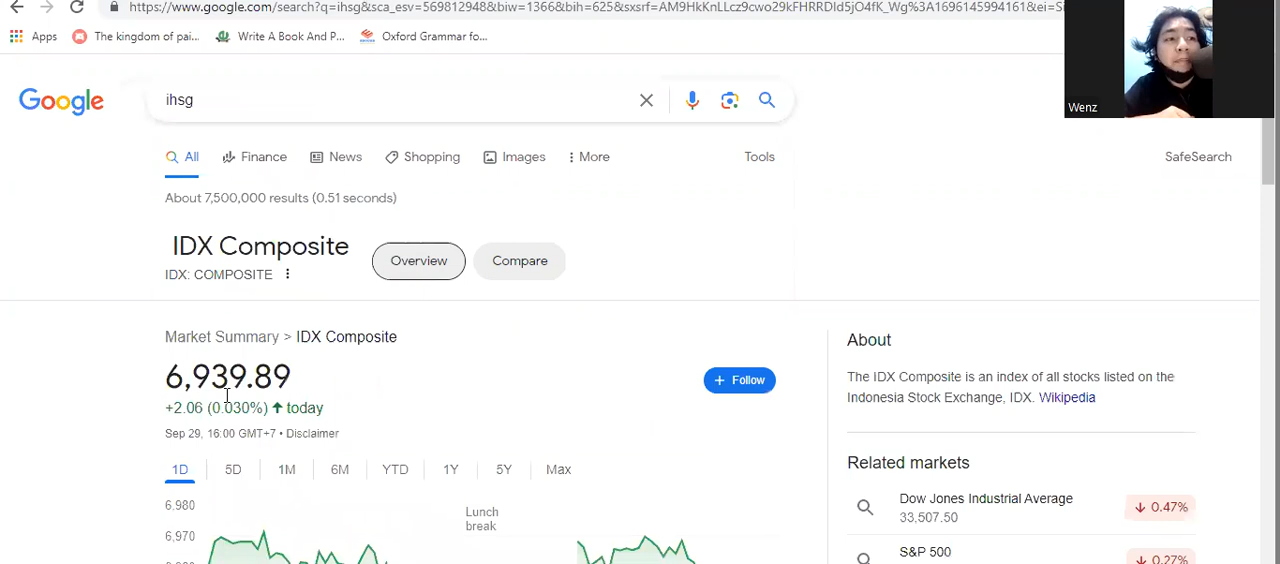 https://www.google.com/search?q=ihsg&sca_esv=569812948&biw=1366&bih=625&sxsrf=AM9HkKnLLcz9cwo29kFHRRDId5jO4fK_Wg%3A1696145994161&ei=Si
Apps The kingdom of pai... Write A Book And P... Oxford Grammar fo...
Wenz
Google ihsg
All Finance News Shopping Images More Tools SafeSearch
About 7,500,000 results (0.51 seconds)
IDX Composite
IDX: COMPOSITE
Overview Compare
Market Summary > IDX Composite
6,939.89
+2.06 (0.030%) today
Sep 29, 16:00 GMT+7 • Disclaimer
+ Follow
1D 5D 1M 6M YTD 1Y 5Y Max
6,980
6,970
Lunch
break
About
The IDX Composite is an index of all stocks listed on the
Indonesia Stock Exchange, IDX. Wikipedia
Related markets
Dow Jones Industrial Average
33,507.50
0.47%
S&P 500
0.27%